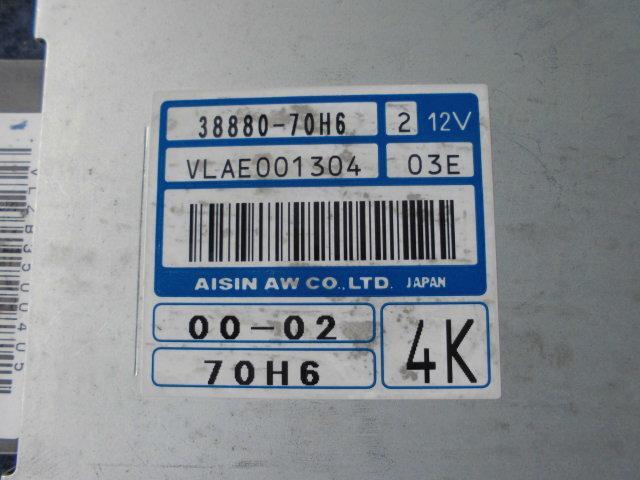 38880-70H6 2 12V
VLAE001304 03E
AISIN AW CO.,LTD. JAPAN
00-02
70H6
4K